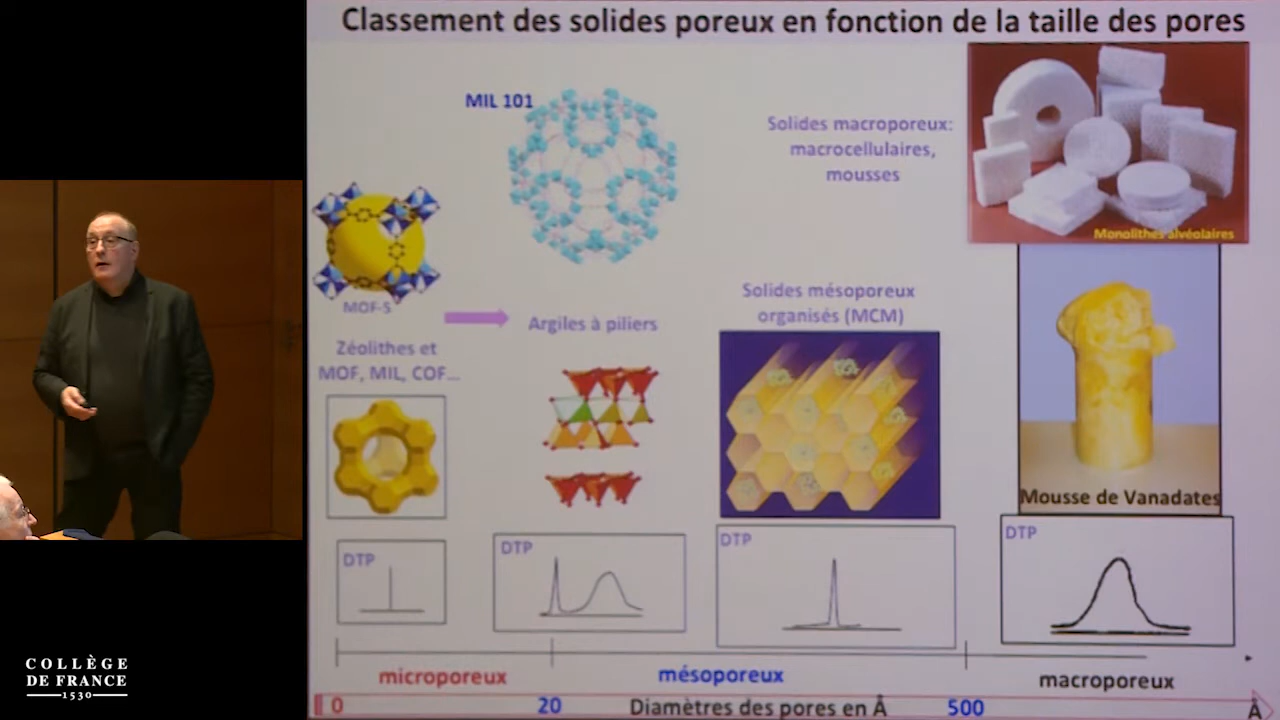 Classement des solides poreux en fonction de la taille des pores
MIL 101
Solides macroporeux:
macrocellulaires,
mousses
Monolithes alvéolaires
MOF-5
Argiles à piliers
Solides mésoporeux
organisés (MCM)
Zéolithes et
MOF, MIL, COF...
Mousse de Vanadates
DTP
DTP
DTP
DTP
microporeux
mésoporeux
macroporeux
0
20
Diamètres des pores en Å
500
Å
COLLÈGE
DE FRANCE
1530